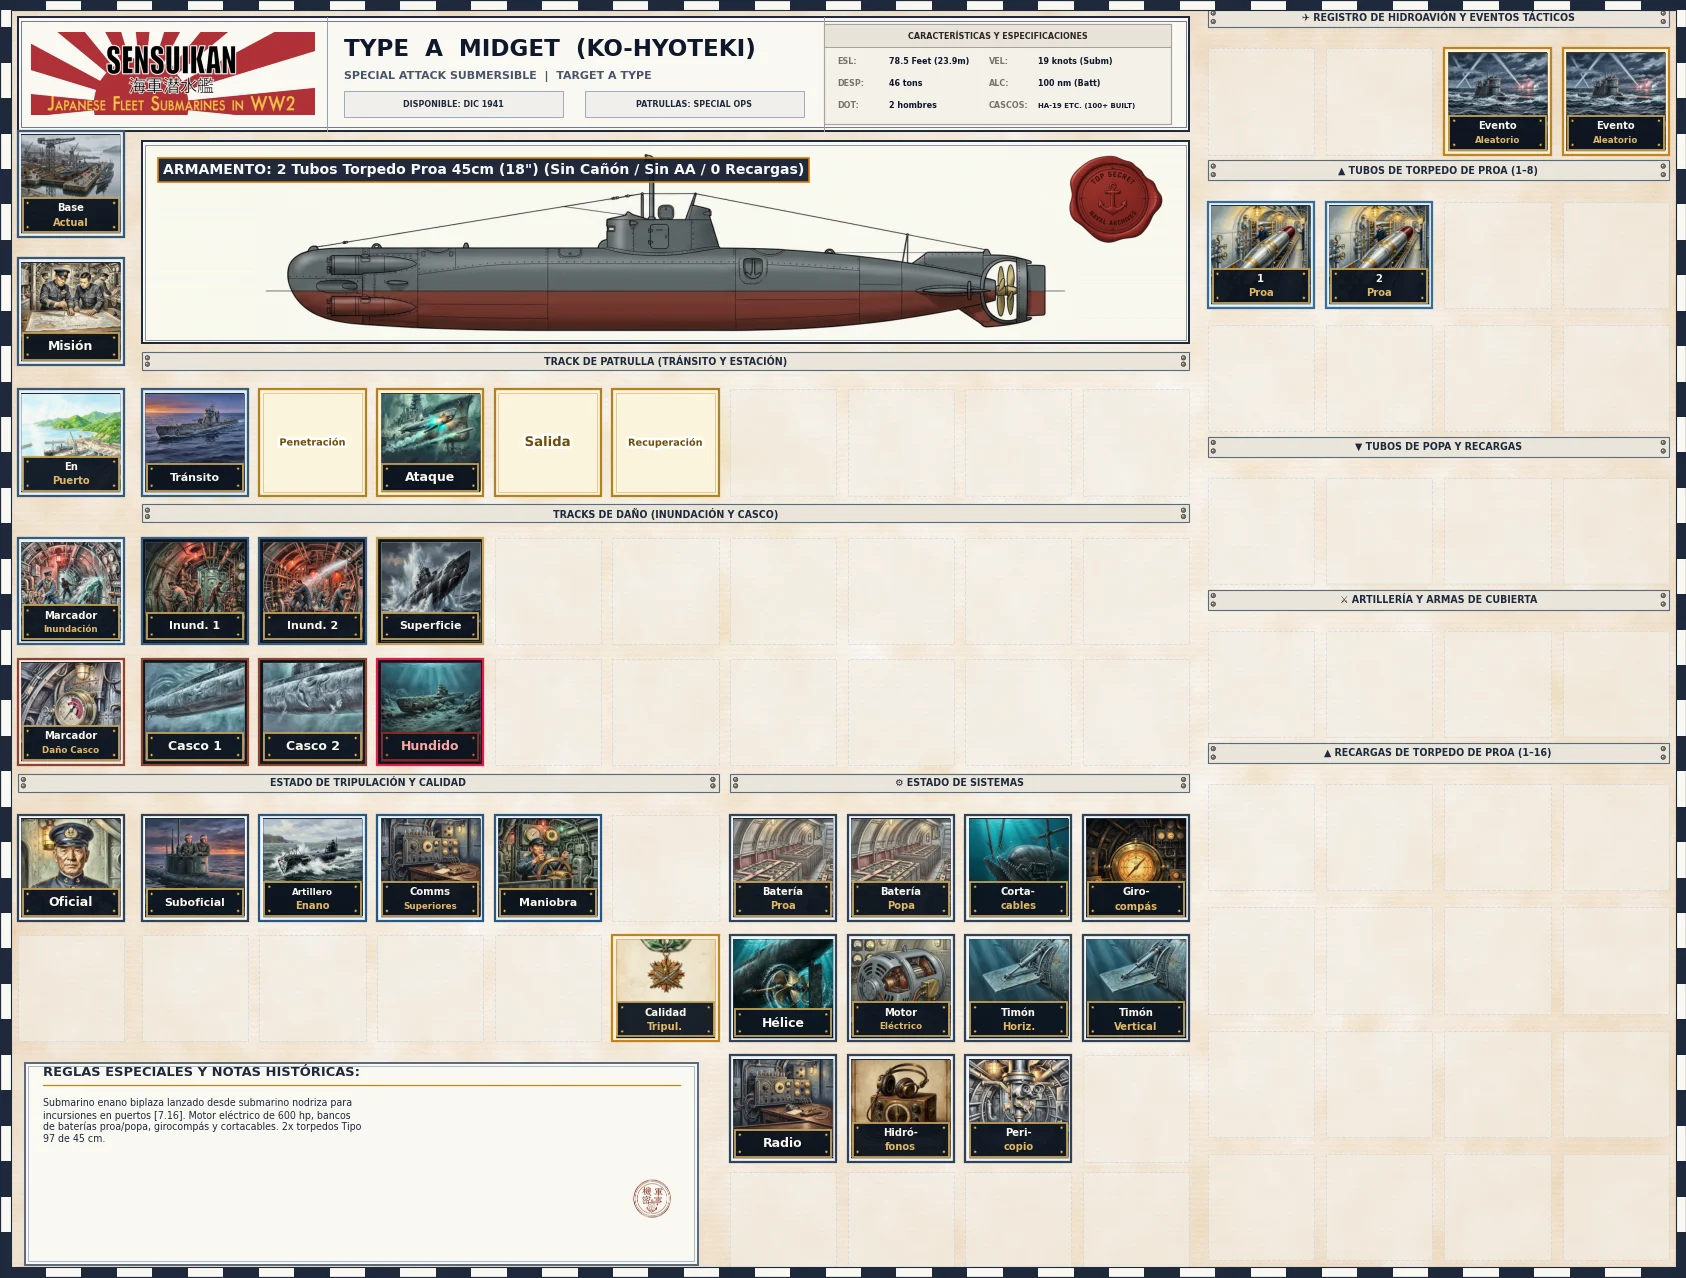 SENSUIKAN
海軍潜水艦
JAPANESE FLEET SUBMARINES IN WW2
TYPE A MIDGET (KO-HYOTEKI)
SPECIAL ATTACK SUBMERSIBLE | TARGET A TYPE
DISPONIBLE: DIC 1941
PATRULLAS: SPECIAL OPS
CARACTERÍSTICAS Y ESPECIFICACIONES
ESL: 78.5 Feet (23.9m) VEL: 19 knots (Subm)
DESP: 46 tons ALC: 100 nm (Batt)
DOT: 2 hombres CASCOS: HA-19 ETC. (100+ BUILT)
✈ REGISTRO DE HIDROAVIÓN Y EVENTOS TÁCTICOS
Evento
Aleatorio
Evento
Aleatorio
▲ TUBOS DE TORPEDO DE PROA (1–8)
1
Proa
2
Proa
▼ TUBOS DE POPA Y RECARGAS
⚔ ARTILLERÍA Y ARMAS DE CUBIERTA
▲ RECARGAS DE TORPEDO DE PROA (1–16)
Base
Actual
Misión
ARMAMENTO: 2 Tubos Torpedo Proa 45cm (18") (Sin Cañón / Sin AA / 0 Recargas)
TOP SECRET
NAVAL ARCHIVES
TRACK DE PATRULLA (TRÁNSITO Y ESTACIÓN)
En
Puerto
Tránsito
Penetración
Ataque
Salida
Recuperación
TRACKS DE DAÑO (INUNDACIÓN Y CASCO)
Marcador
Inundación
Inund. 1
Inund. 2
Superficie
Marcador
Daño Casco
Casco 1
Casco 2
Hundido
ESTADO DE TRIPULACIÓN Y CALIDAD
Oficial
Suboficial
Artillero
Enano
Comms
Superiores
Maniobra
Calidad
Tripul.
⚙ ESTADO DE SISTEMAS
Batería
Proa
Batería
Popa
Corta-
cables
Giro-
compás
Hélice
Motor
Eléctrico
Timón
Horiz.
Timón
Vertical
Radio
Hidró-
fonos
Peri-
copio
REGLAS ESPECIALES Y NOTAS HISTÓRICAS:
Submarino enano biplaza lanzado desde submarino nodriza para
incursiones en puertos [7.16]. Motor eléctrico de 600 hp, bancos
de baterías proa/popa, girocompás y cortacables. 2x torpedos Tipo
97 de 45 cm.